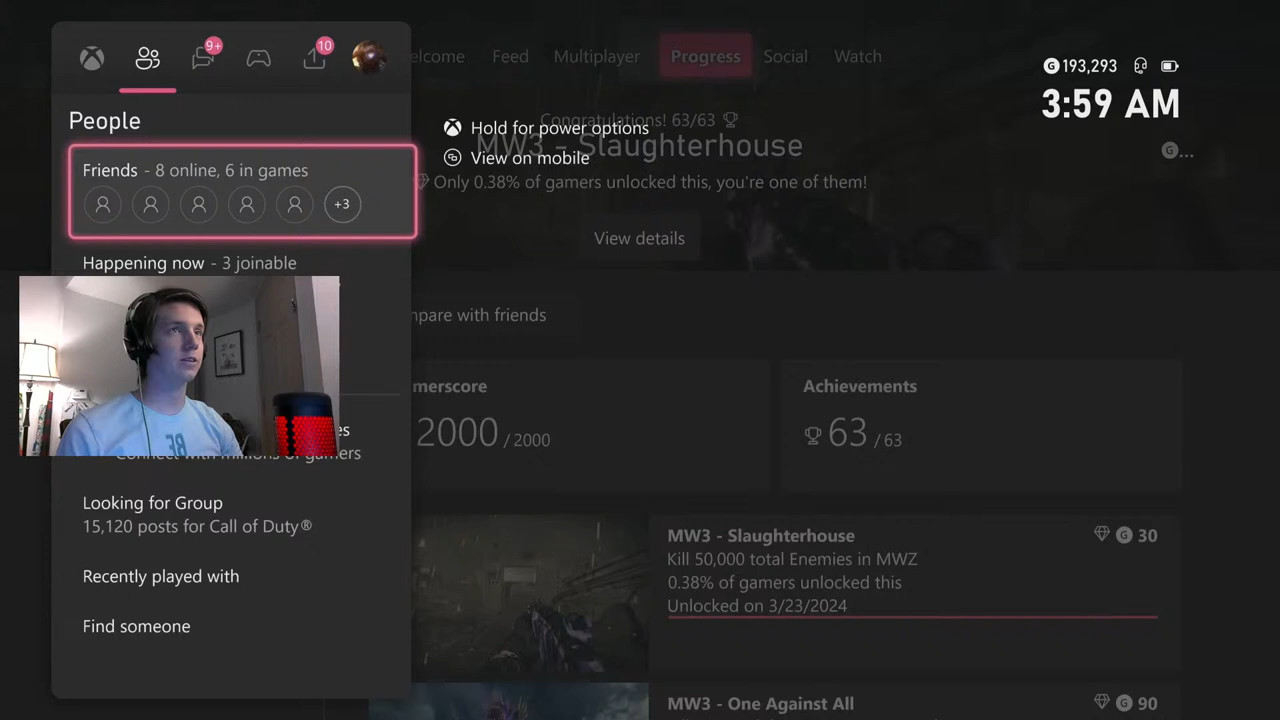 9+
10
People
Friends - 8 online, 6 in games
+3
Happening now - 3 joinable
Looking for Group
15,120 posts for Call of Duty®
Recently played with
Find someone
Feed
Multiplayer
Progress
Social
Watch
G 193,293
3:59 AM
G...
Congratulations! 63/63
MW3 - Slaughterhouse
Hold for power options
View on mobile
Only 0.38% of gamers unlocked this, you're one of them!
View details
with friends
2000 /2000
Achievements
63 /63
MW3 - Slaughterhouse
G 30
Kill 50,000 total Enemies in MWZ
0.38% of gamers unlocked this
Unlocked on 3/23/2024
MW3 - One Against All
G 90